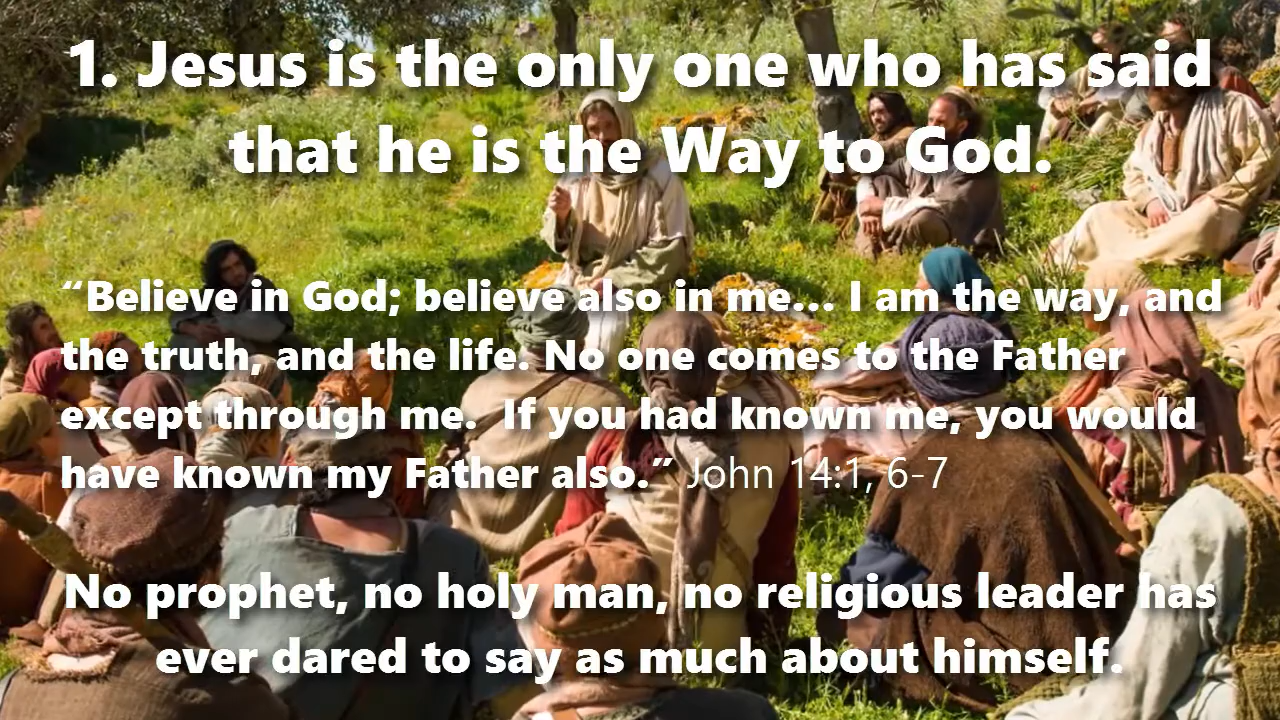 1. Jesus is the only one who has said
that he is the Way to God.
“Believe in God; believe also in me... I am the way, and
the truth, and the life. No one comes to the Father
except through me.  If you had known me, you would
have known my Father also.” John 14:1, 6-7
No prophet, no holy man, no religious leader has
ever dared to say as much about himself.